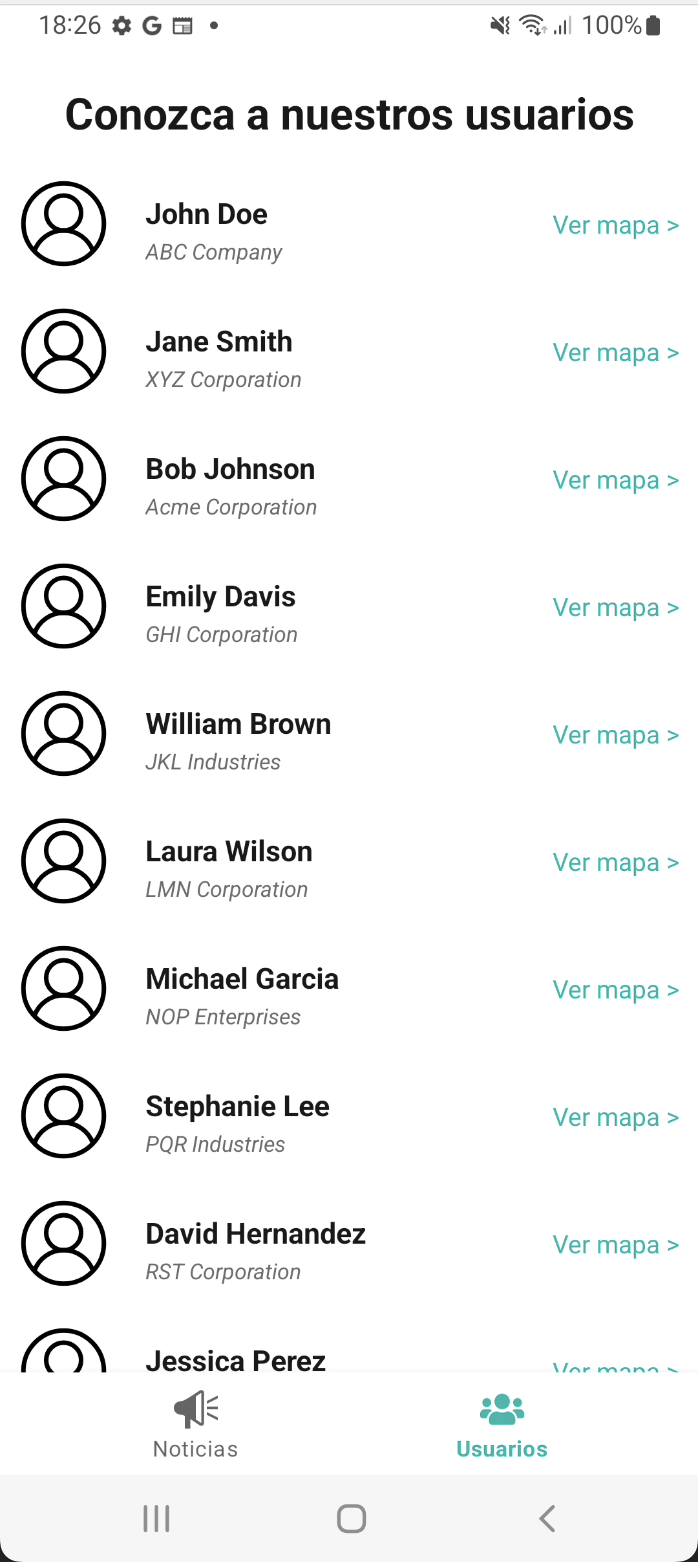 18:26 100%
Conozca a nuestros usuarios
John Doe
ABC Company
Ver mapa >
Jane Smith
XYZ Corporation
Ver mapa >
Bob Johnson
Acme Corporation
Ver mapa >
Emily Davis
GHI Corporation
Ver mapa >
William Brown
JKL Industries
Ver mapa >
Laura Wilson
LMN Corporation
Ver mapa >
Michael Garcia
NOP Enterprises
Ver mapa >
Stephanie Lee
PQR Industries
Ver mapa >
David Hernandez
RST Corporation
Ver mapa >
Jessica Perez
Ver mapa >
Noticias
Usuarios